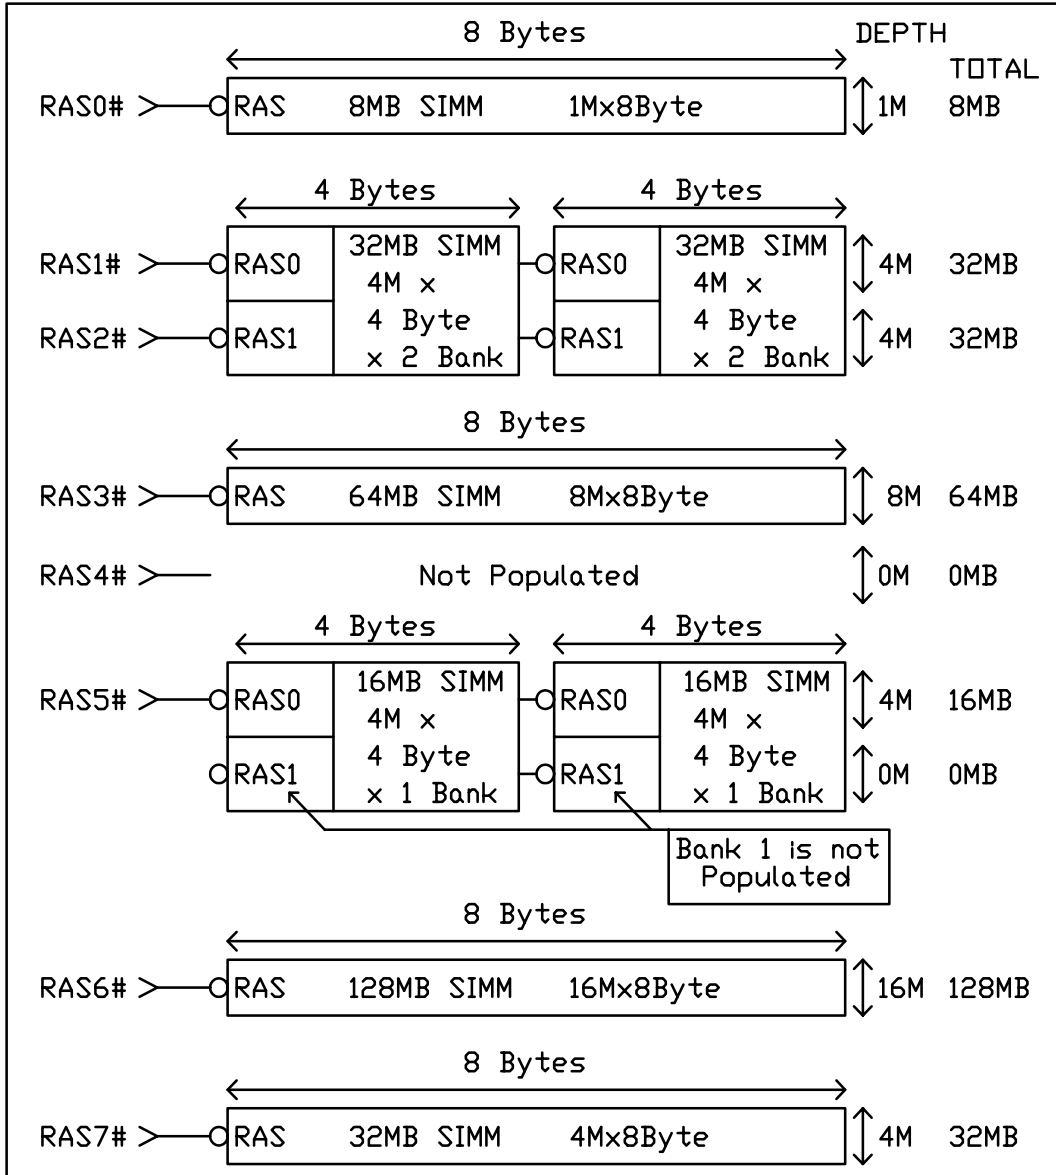 8 Bytes DEPTH
TOTAL
RAS0# RAS 8MB SIMM 1Mx8Byte 1M 8MB
4 Bytes 4 Bytes
32MB SIMM 32MB SIMM
RAS1# RAS0 RAS0 4M 32MB
4M x 4M x
4 Byte 4 Byte
RAS2# RAS1 RAS1 4M 32MB
x 2 Bank x 2 Bank
8 Bytes
RAS3# RAS 64MB SIMM 8Mx8Byte 8M 64MB
RAS4# Not Populated 0M 0MB
4 Bytes 4 Bytes
16MB SIMM 16MB SIMM
RAS5# RAS0 RAS0 4M 16MB
4M x 4M x
4 Byte 4 Byte
RAS1 RAS1 0M 0MB
x 1 Bank x 1 Bank
Bank 1 is not
Populated
8 Bytes
RAS6# RAS 128MB SIMM 16Mx8Byte 16M 128MB
8 Bytes
RAS7# RAS 32MB SIMM 4Mx8Byte 4M 32MB